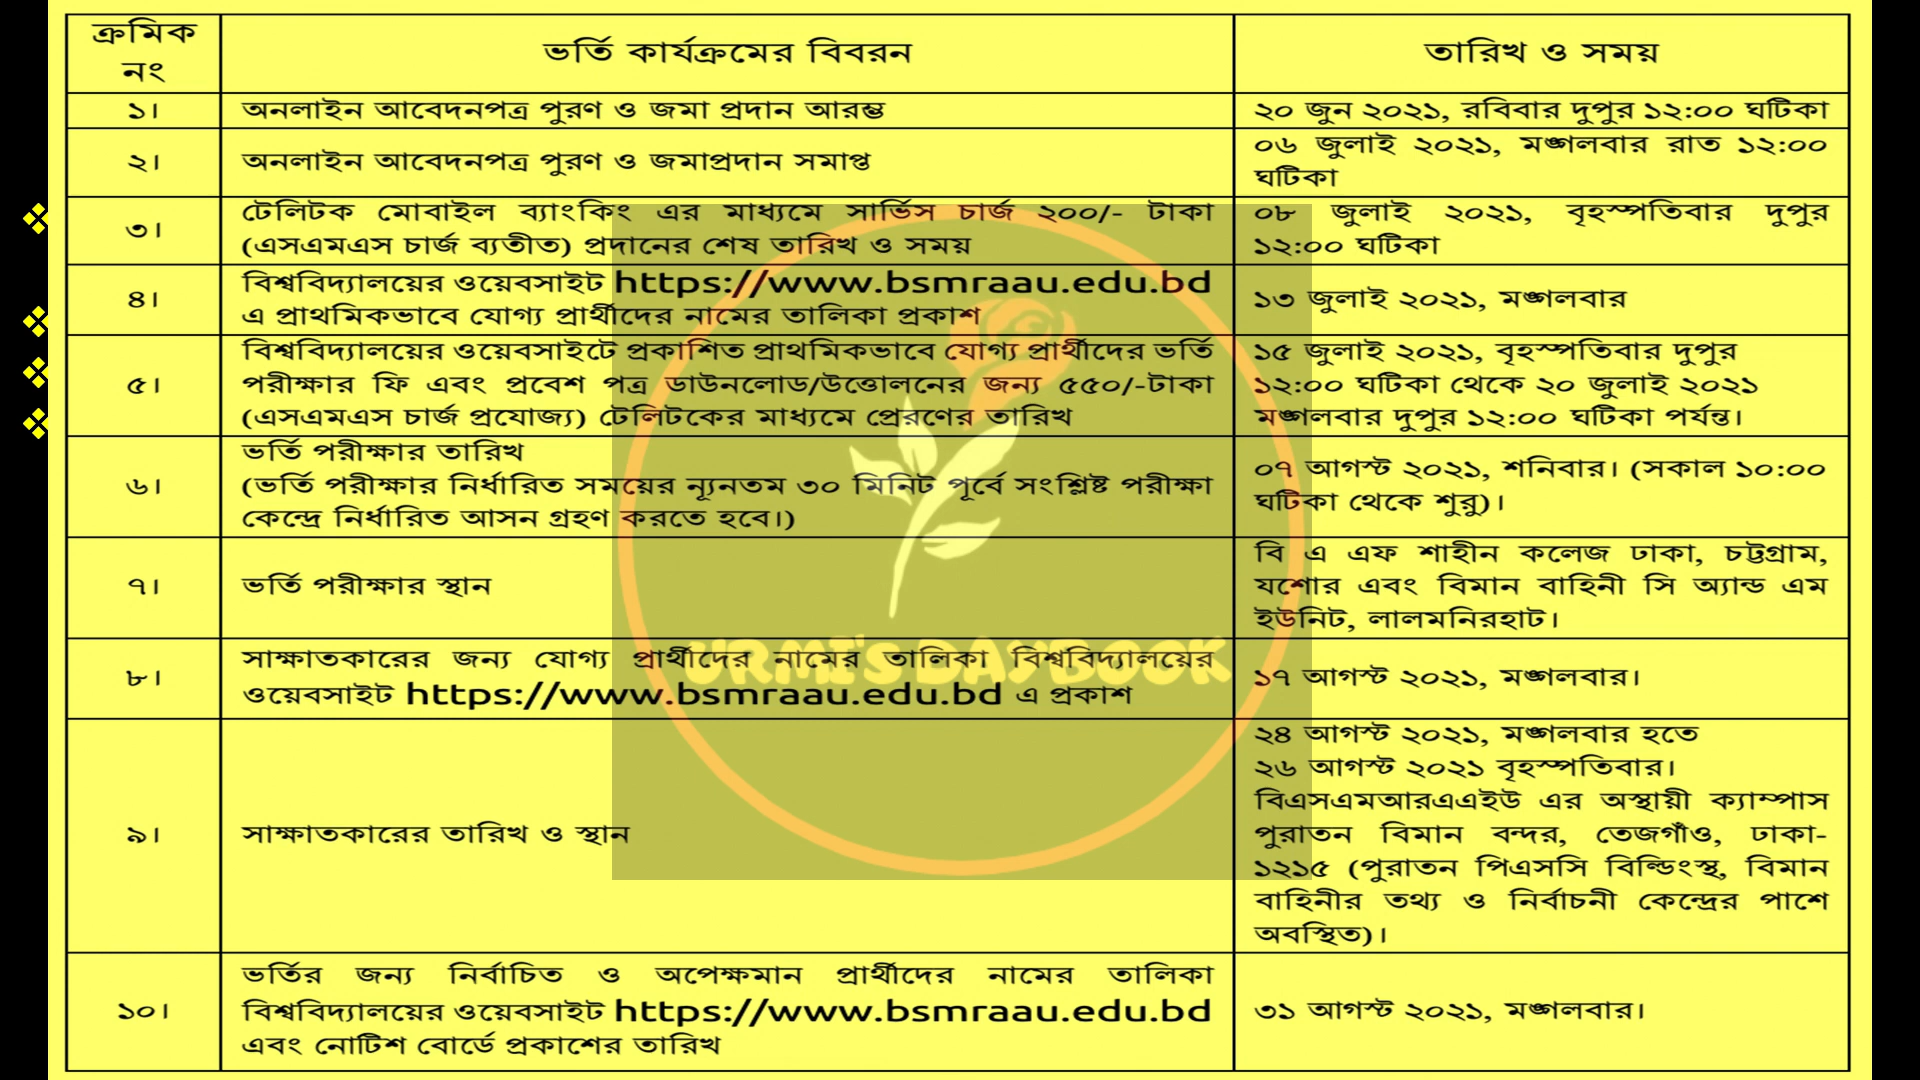 ক্রমিক
নং
ভর্তি কার্যক্রমের বিবরন
তারিখ ও সময়
১।
অনলাইন আবেদনপত্র পুরণ ও জমা প্রদান আরম্ভ
২০ জুন ২০২১, রবিবার দুপুর ১২:০০ ঘটিকা
২।
অনলাইন আবেদনপত্র পুরণ ও জমাপ্রদান সমাপ্ত
০৬ জুলাই ২০২১, মঙ্গলবার রাত ১২:০০
ঘটিকা
৩।
টেলিটক মোবাইল ব্যাংকিং এর মাধ্যমে সার্ভিস চার্জ ২০০/- টাকা
(এসএমএস চার্জ ব্যতীত) প্রদানের শেষ তারিখ ও সময়
০৮ জুলাই ২০২১, বৃহস্পতিবার দুপুর
১২:০০ ঘটিকা
৪।
বিশ্ববিদ্যালয়ের ওয়েবসাইট https://www.bsmraau.edu.bd
এ প্রাথমিকভাবে যোগ্য প্রার্থীদের নামের তালিকা প্রকাশ
১৩ জুলাই ২০২১, মঙ্গলবার
৫।
বিশ্ববিদ্যালয়ের ওয়েবসাইটে প্রকাশিত প্রাথমিকভাবে যোগ্য প্রার্থীদের ভর্তি
পরীক্ষার ফি এবং প্রবেশ পত্র ডাউনলোড/উত্তোলনের জন্য ৫৫০/-টাকা
(এসএমএস চার্জ প্রযোজ্য) টেলিটকের মাধ্যমে প্রেরণের তারিখ
১৫ জুলাই ২০২১, বৃহস্পতিবার দুপুর
১২:০০ ঘটিকা থেকে ২০ জুলাই ২০২১
মঙ্গলবার দুপুর ১২:০০ ঘটিকা পর্যন্ত।
৬।
ভর্তি পরীক্ষার তারিখ
(ভর্তি পরীক্ষার নির্ধারিত সময়ের ন্যূনতম ৩০ মিনিট পূর্বে সংশ্লিষ্ট পরীক্ষা
কেন্দ্রে নির্ধারিত আসন গ্রহণ করতে হবে।)
০৭ আগস্ট ২০২১, শনিবার। (সকাল ১০:০০
ঘটিকা থেকে শুরু)।
৭।
ভর্তি পরীক্ষার স্থান
বি এ এফ শাহীন কলেজ ঢাকা, চট্টগ্রাম,
যশোর এবং বিমান বাহিনী সি অ্যান্ড এম
ইউনিট, লালমনিরহাট।
৮।
সাক্ষাতকারের জন্য যোগ্য প্রার্থীদের নামের তালিকা বিশ্ববিদ্যালয়ের
ওয়েবসাইট https://www.bsmraau.edu.bd এ প্রকাশ
১৭ আগস্ট ২০২১, মঙ্গলবার।
URMI'S DAYBOOK
৯।
সাক্ষাতকারের তারিখ ও স্থান
২৪ আগস্ট ২০২১, মঙ্গলবার হতে
২৬ আগস্ট ২০২১ বৃহস্পতিবার।
বিএসএমআরএএইউ এর অস্থায়ী ক্যাম্পাস
পুরাতন বিমান বন্দর, তেজগাঁও, ঢাকা-
১২১৫ (পুরাতন পিএসসি বিল্ডিংস্থ, বিমান
বাহিনীর তথ্য ও নির্বাচনী কেন্দ্রের পাশে
অবস্থিত)।
১০।
ভর্তির জন্য নির্বাচিত ও অপেক্ষমান প্রার্থীদের নামের তালিকা
বিশ্ববিদ্যালয়ের ওয়েবসাইট https://www.bsmraau.edu.bd
এবং নোটিশ বোর্ডে প্রকাশের তারিখ
৩১ আগস্ট ২০২১, মঙ্গলবার।